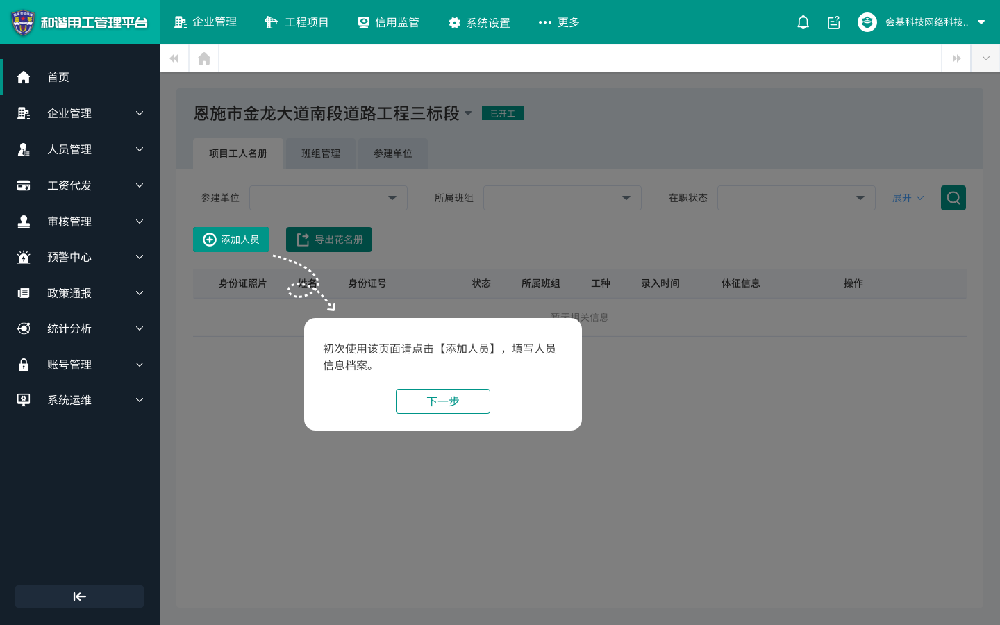 和谐用工管理平台
企业管理
工程项目
信用监管
系统设置
更多
会基科技网络科技..
首页
企业管理
人员管理
工资代发
审核管理
预警中心
政策通报
统计分析
账号管理
系统运维
恩施市金龙大道南段道路工程三标段
已开工
项目工人名册
班组管理
参建单位
参建单位
所属班组
在职状态
展开
添加人员
导出花名册
身份证照片
姓名
身份证号
状态
所属班组
工种
录入时间
体征信息
操作
暂无相关信息
初次使用该页面请点击【添加人员】，填写人员
信息档案。
下一步